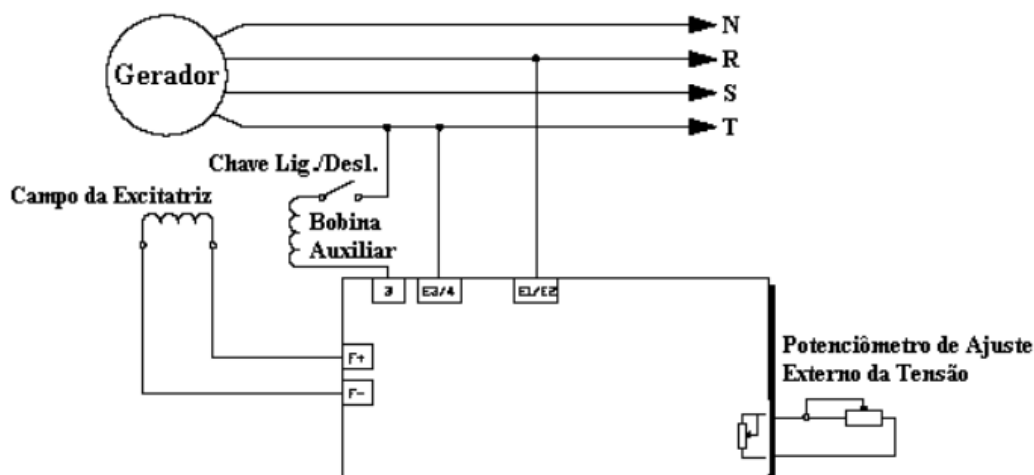 N
R
Gerador
S
T
Chave Lig./Desl.
Campo da Excitatriz
Bobina
Auxiliar
3
E3/4
E1/E2
F+
F-
Potenciômetro de Ajuste
Externo da Tensão